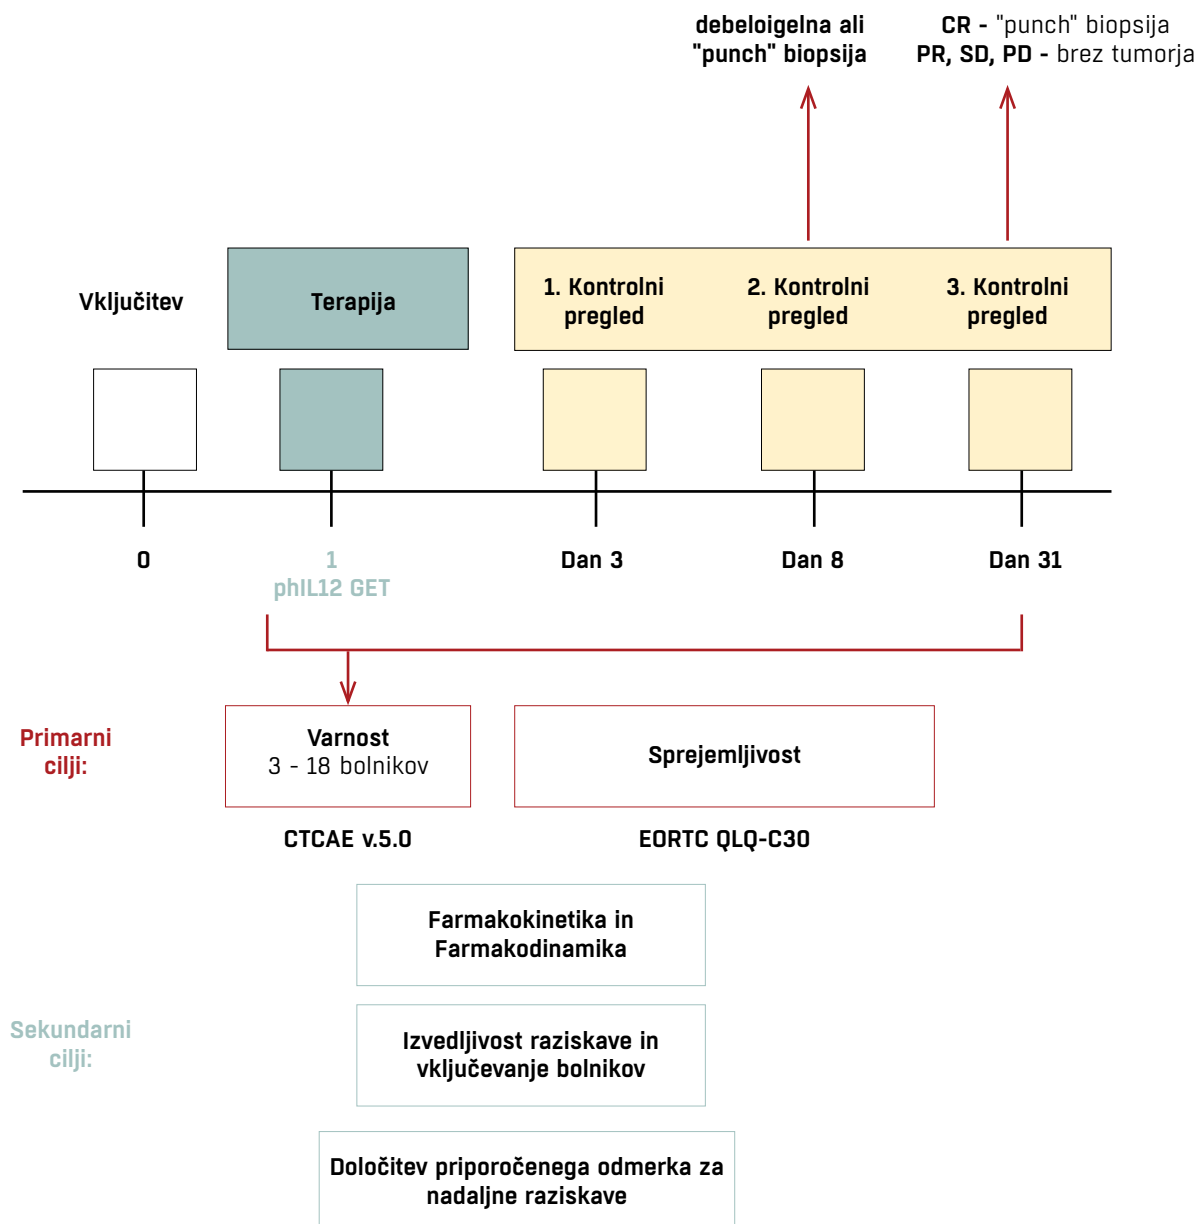 debeloigelna ali
"punch" biopsija
CR - "punch" biopsija
PR, SD, PD - brez tumorja
Vključitev
Terapija
1. Kontrolni
pregled
2. Kontrolni
pregled
3. Kontrolni
pregled
0
1
phIL12 GET
Dan 3
Dan 8
Dan 31
Primarni
cilji:
Varnost
3 - 18 bolnikov
Sprejemljivost
CTCAE v.5.0
EORTC QLQ-C30
Farmakokinetika in
Farmakodinamika
Sekundarni
cilji:
Izvedljivost raziskave in
vključevanje bolnikov
Določitev priporočenega odmerka za
nadaljne raziskave